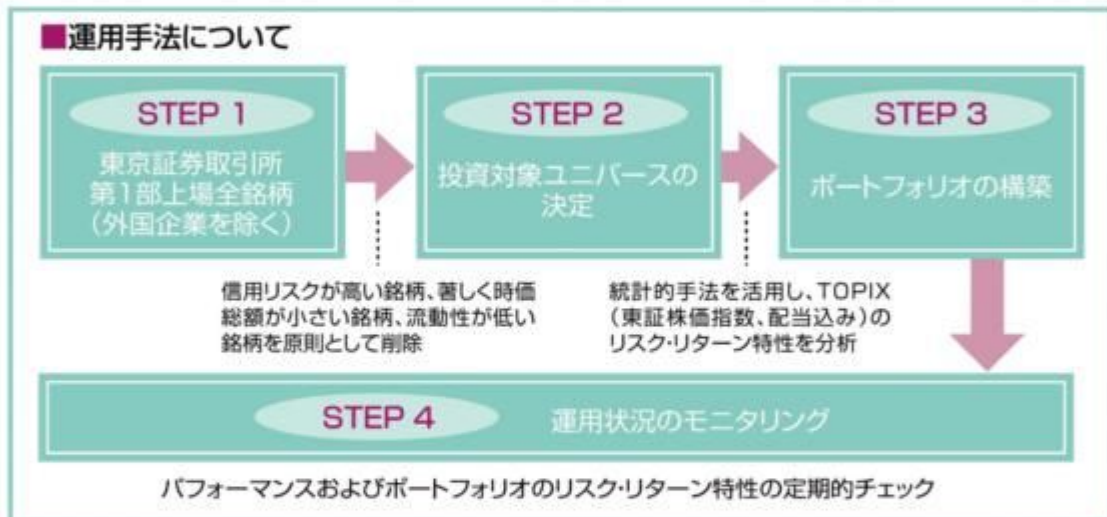 ■運用手法について
STEP 1
東京証券取引所
第1部上場全銘柄
（外国企業を除く）
STEP 2
投資対象ユニバースの
決定
STEP 3
ポートフォリオの構築
信用リスクが高い銘柄、著しく時価
総額が小さい銘柄、流動性が低い
銘柄を原則として削除
統計的手法を活用し、TOPIX
（東証株価指数、配当込み）の
リスク・リターン特性を分析
STEP 4 運用状況のモニタリング
パフォーマンスおよびポートフォリオのリスク・リターン特性の定期的チェック